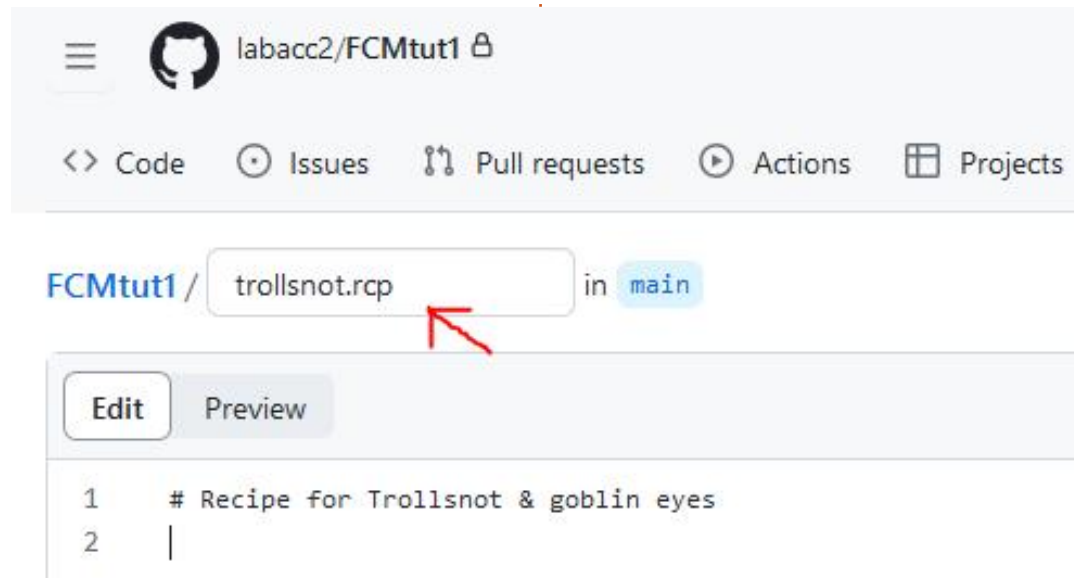 labacc2/FCMtut1
Code Issues Pull requests Actions Projects
FCMtut1 / trollsnot.rcp in main
Edit Preview
1 # Recipe for Trollsnot & goblin eyes
2